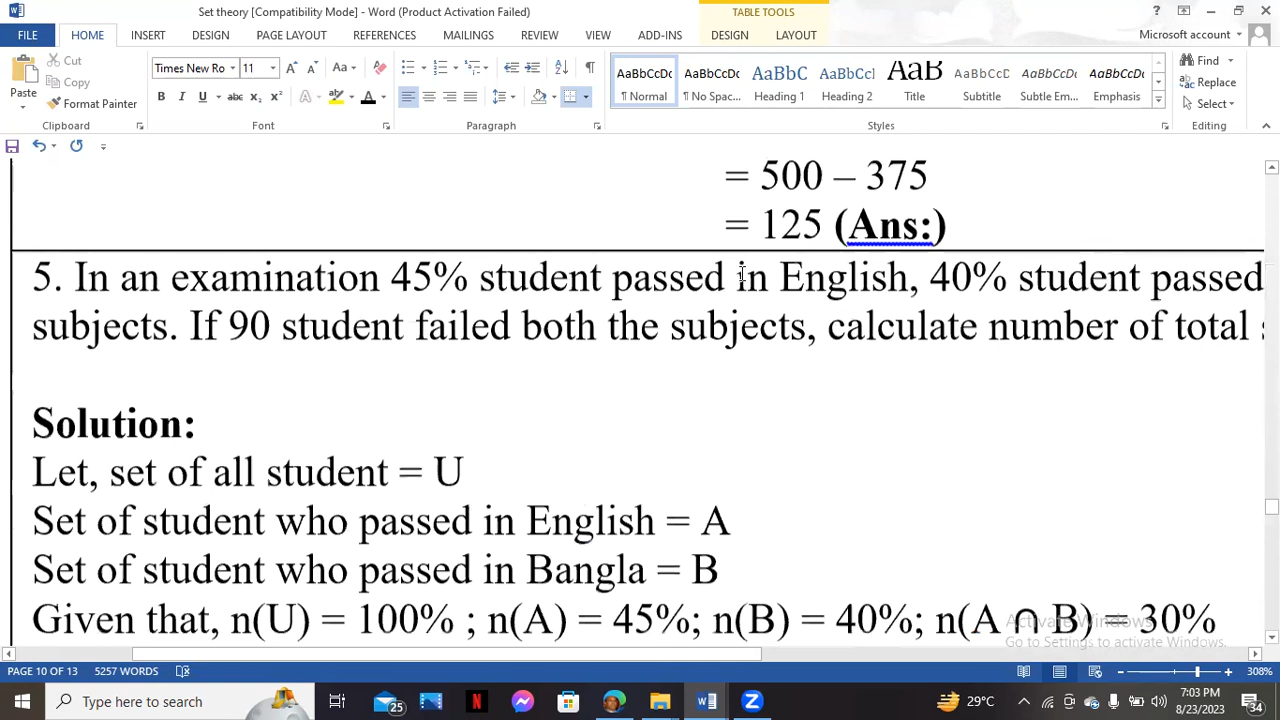 Set theory [Compatibility Mode] - Word (Product Activation Failed)
TABLE TOOLS
?
FILE HOME INSERT DESIGN PAGE LAYOUT REFERENCES MAILINGS REVIEW VIEW ADD-INS DESIGN LAYOUT Microsoft account
Paste
Cut
Copy
Format Painter
Times New Ro 11
Aa
B I U abc x₂ x² A A
AaBbCcDc AaBbCcDc AaBbC AaBbCcI AaB AaBbCcD AaBbCcDc AaBbCcDc
¶ Normal ¶ No Spac... Heading 1 Heading 2 Title Subtitle Subtle Em... Emphasis
Find
Replace
Select
Clipboard Font Paragraph Styles Editing
= 500 – 375
= 125 (Ans:)
5. In an examination 45% student passed in English, 40% student passed
subjects. If 90 student failed both the subjects, calculate number of total
Solution:
Let, set of all student = U
Set of student who passed in English = A
Set of student who passed in Bangla = B
Given that, n(U) = 100% ; n(A) = 45%; n(B) = 40%; n(A ∩ B) = 30%
Activate Windows
Go to Settings to activate Windows.
PAGE 10 OF 13 5257 WORDS 308%
Type here to search
25
29°C
7:03 PM
8/23/2023
34